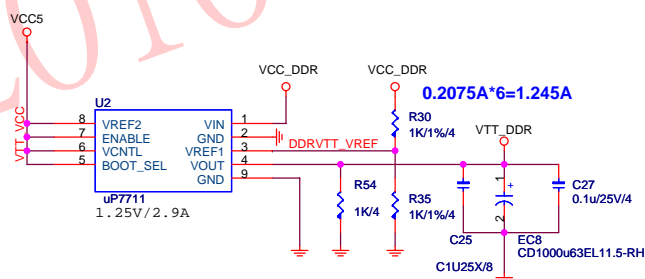 VCC5
VCC_DDR
VCC_DDR
0.2075A*6=1.245A
U2
VTT_VCC
8 VREF2 VIN 1
7 ENABLE GND 2
6 VCNTL VREF1 3
5 BOOT_SEL VOUT 4
GND 9
uP7711
1.25V/2.9A
DDRVTT_VREF
R30
1K/1%/4
VTT_DDR
R54
1K/4
R35
1K/1%/4
1
+
2
C27
0.1u/25V/4
C25
C1U25X/8
EC8
CD1000u63EL11.5-RH